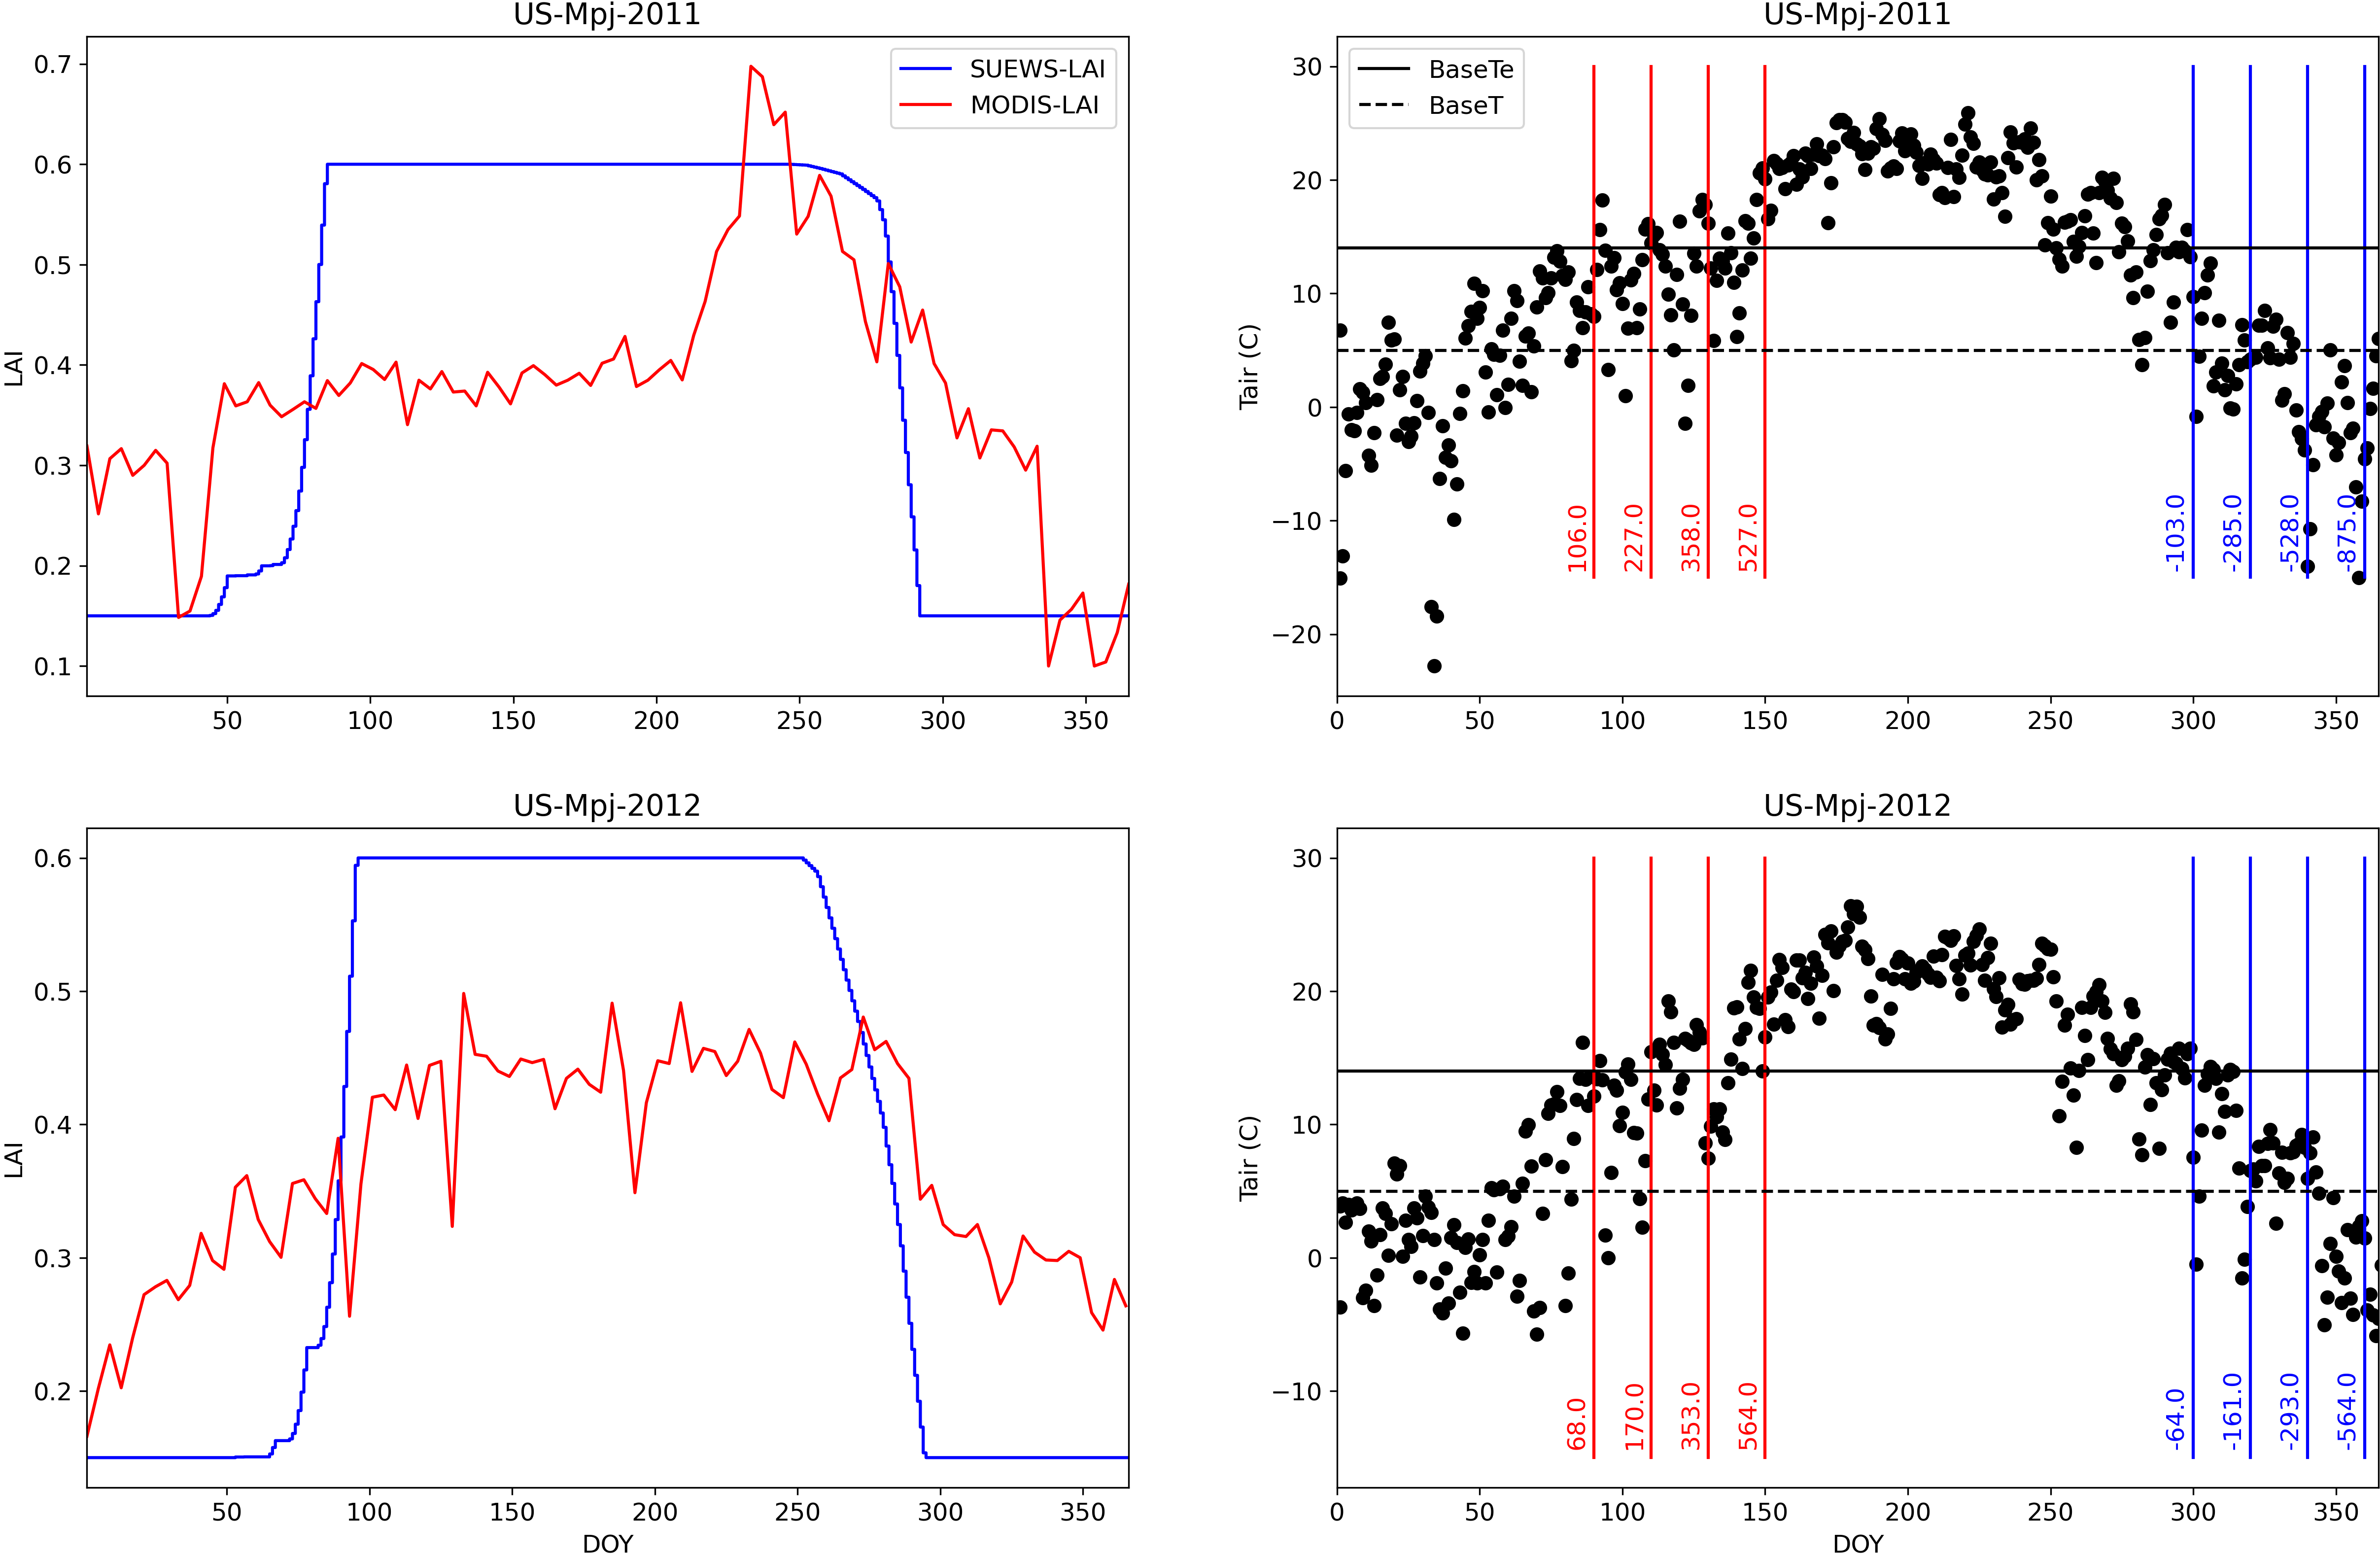 US-Mpj-2011
LAI
0.7
0.6
0.5
0.4
0.3
0.2
0.1
SUEWS-LAI
MODIS-LAI
50 100 150 200 250 300 350
US-Mpj-2011
Tair (C)
30
20
10
0
−10
−20
BaseTe
BaseT
106.0
227.0
358.0
527.0
-103.0
-285.0
-528.0
-875.0
0 50 100 150 200 250 300 350
US-Mpj-2012
LAI
0.6
0.5
0.4
0.3
0.2
50 100 150 200 250 300 350
DOY
US-Mpj-2012
Tair (C)
30
20
10
0
−10
68.0
170.0
353.0
564.0
-64.0
-161.0
-293.0
-564.0
0 50 100 150 200 250 300 350
DOY